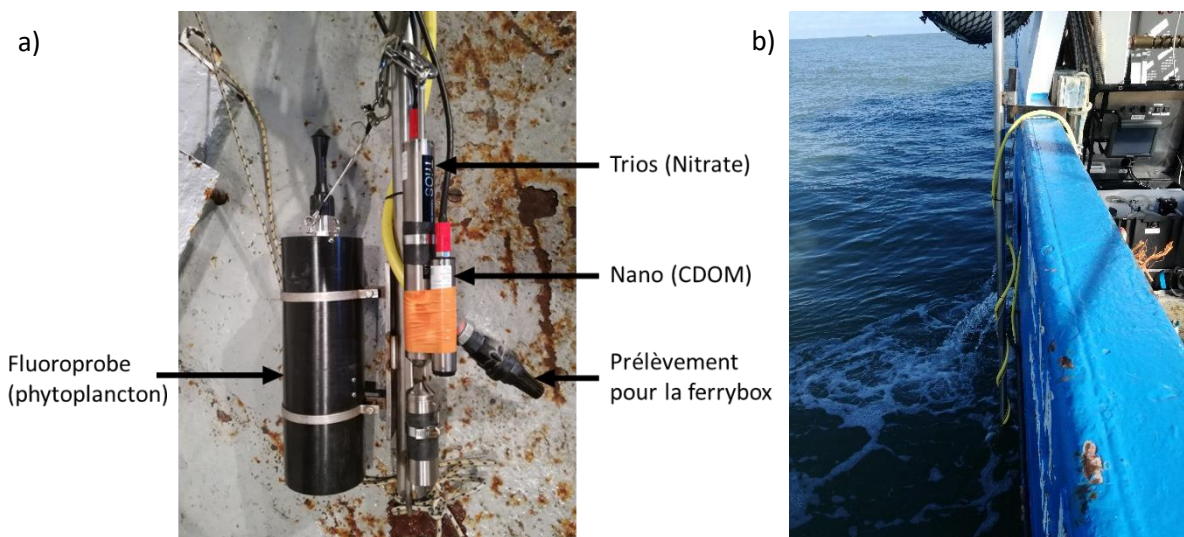 a)
b)
Trios (Nitrate)
Nano (CDOM)
Fluoroprobe
(phytoplancton)
Prélèvement
pour la ferrybox